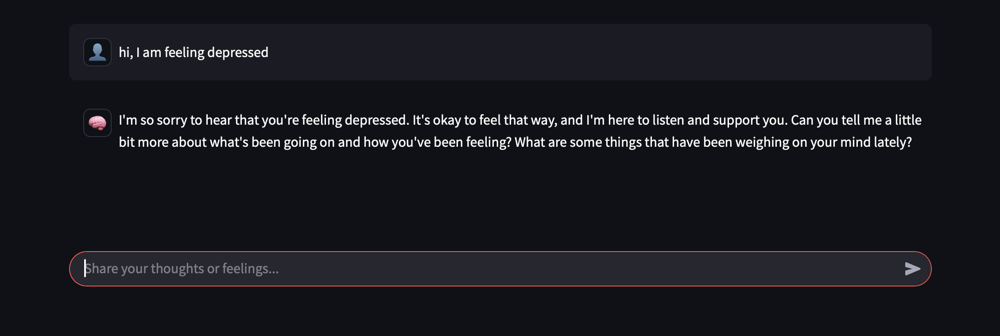 hi, I am feeling depressed
I'm so sorry to hear that you're feeling depressed. It's okay to feel that way, and I'm here to listen and support you. Can you tell me a little
bit more about what's been going on and how you've been feeling? What are some things that have been weighing on your mind lately?
Share your thoughts or feelings...